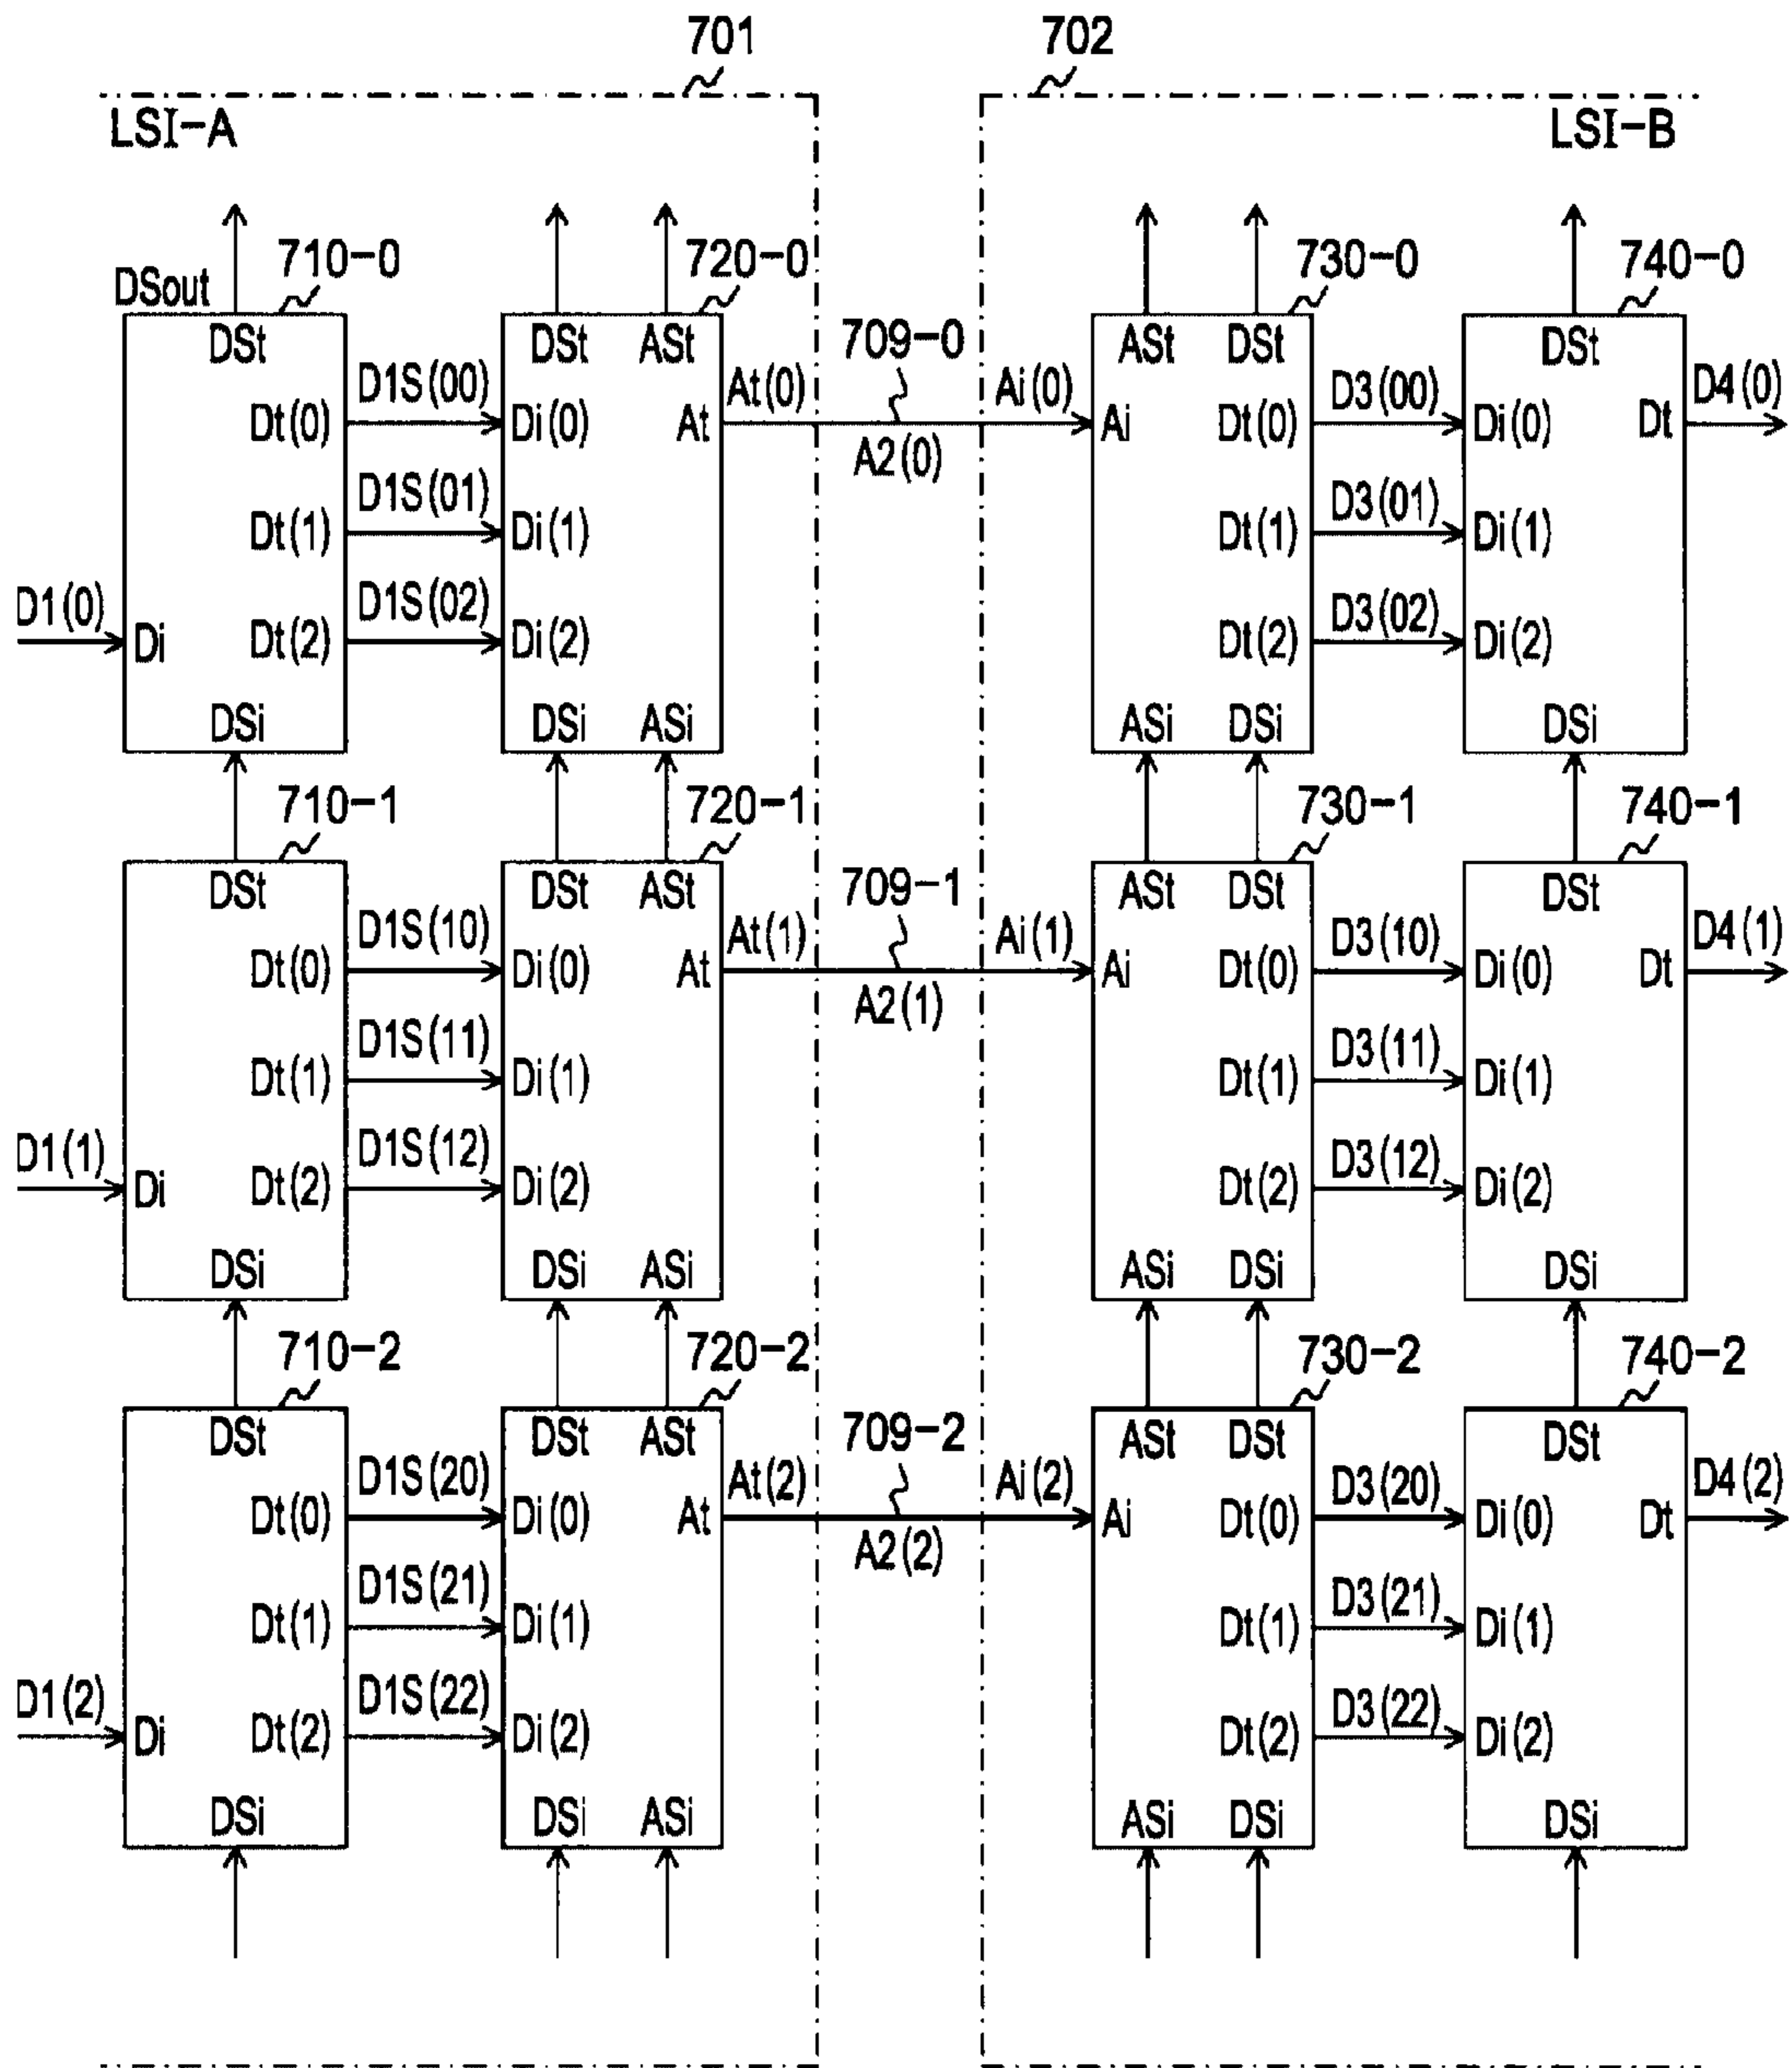 701 702
LSI-A LSI-B
DSout 710-0 720-0 730-0 740-0
DSt DSt ASt ASt DSt DSt
709-0
D1S(00) At(0) Ai(0) D3(00) D4(0)
Dt(0) Di(0) At Ai Dt(0) Di(0) Dt
A2(0)
D1S(01) D3(01)
Dt(1) Di(1) Dt(1) Di(1)
D1(0) D1S(02) D3(02)
Di Dt(2) Di(2) Dt(2) Di(2)
DSi DSi ASi ASi DSi DSi
710-1 720-1 730-1 740-1
DSt DSt ASt ASt DSt DSt
709-1
D1S(10) At(1) Ai(1) D3(10) D4(1)
Dt(0) Di(0) At Ai Dt(0) Di(0) Dt
A2(1)
D1S(11) D3(11)
Dt(1) Di(1) Dt(1) Di(1)
D1(1) D1S(12) D3(12)
Di Dt(2) Di(2) Dt(2) Di(2)
DSi DSi ASi ASi DSi DSi
710-2 720-2 730-2 740-2
DSt DSt ASt ASt DSt DSt
709-2
D1S(20) At(2) Ai(2) D3(20) D4(2)
Dt(0) Di(0) At Ai Dt(0) Di(0) Dt
A2(2)
D1S(21) D3(21)
Dt(1) Di(1) Dt(1) Di(1)
D1(2) D1S(22) D3(22)
Di Dt(2) Di(2) Dt(2) Di(2)
DSi DSi ASi ASi DSi DSi